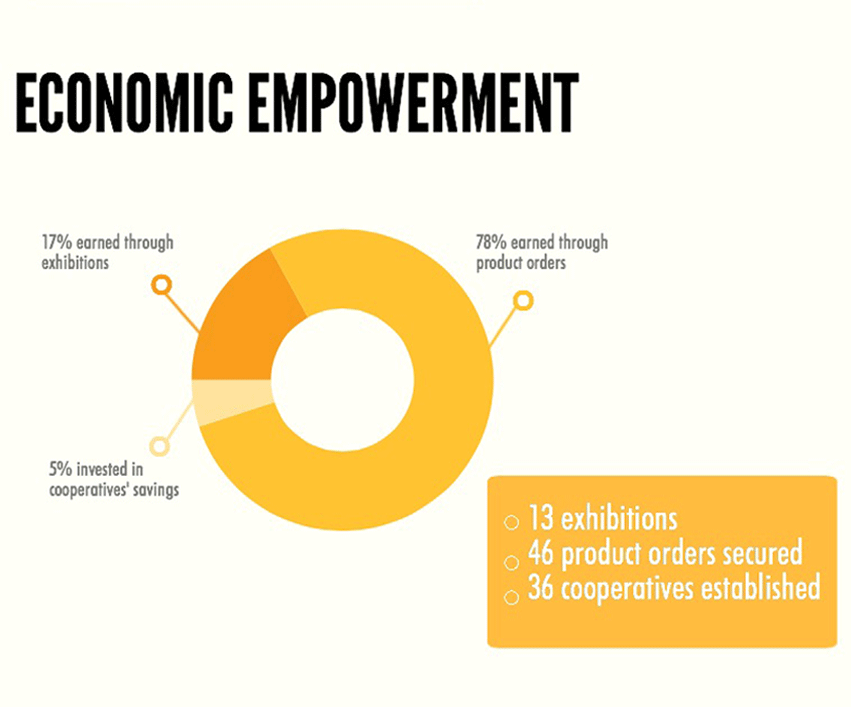 ECONOMIC EMPOWERMENT
17% earned through
exhibitions
78% earned through
product orders
5% invested in
cooperatives' savings
13 exhibitions
46 product orders secured
36 cooperatives established